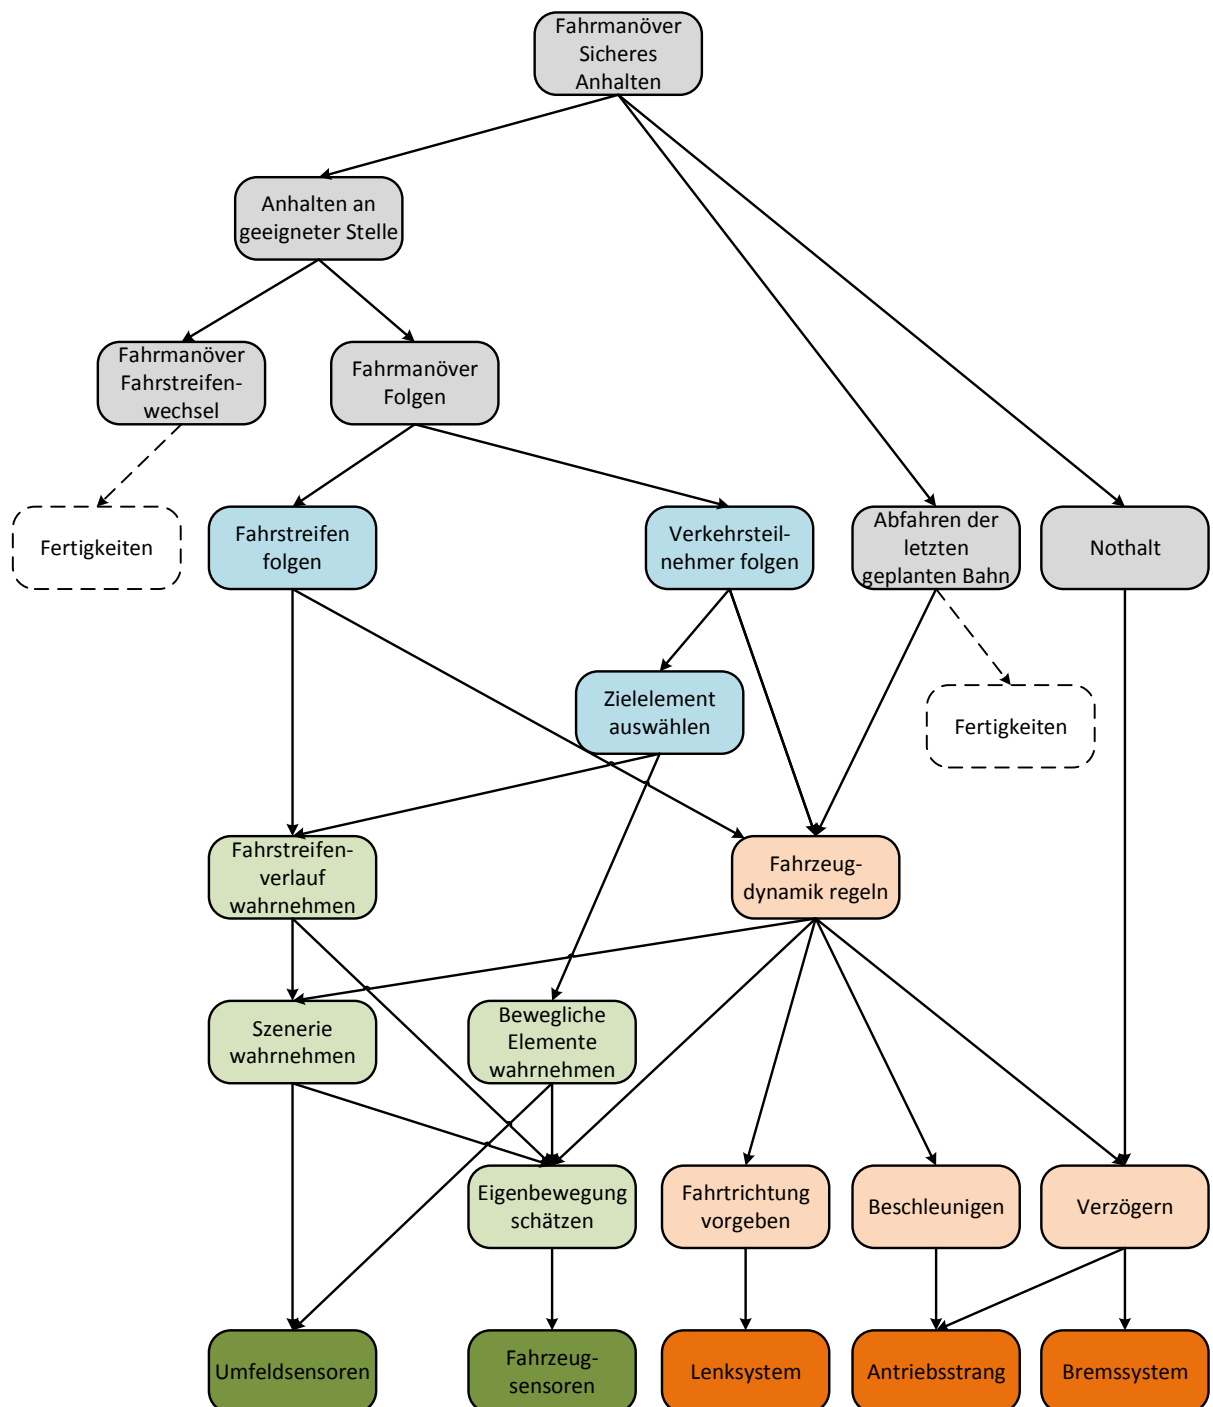 Fahrmanöver
Sicheres
Anhalten
Anhalten an
geeigneter Stelle
Fahrmanöver
Fahrstreifen-
wechsel
Fahrmanöver
Folgen
Fertigkeiten
Fahrstreifen
folgen
Verkehrsteil-
nehmer folgen
Abfahren der
letzten
geplanten Bahn
Nothalt
Zielelement
auswählen
Fertigkeiten
Fahrstreifen-
verlauf
wahrnehmen
Fahrzeug-
dynamik regeln
Szenerie
wahrnehmen
Bewegliche
Elemente
wahrnehmen
Eigenbewegung
schätzen
Fahrtrichtung
vorgeben
Beschleunigen
Verzögern
Umfeldsensoren
Fahrzeug-
sensoren
Lenksystem
Antriebsstrang
Bremssystem